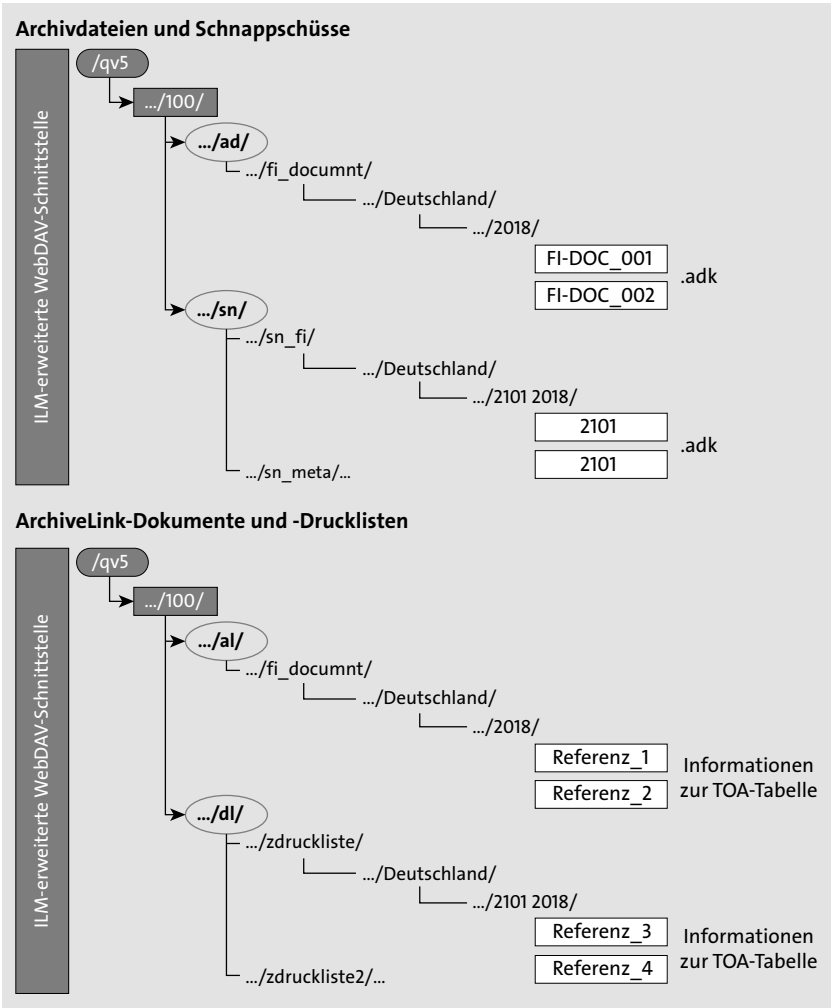 Archivdateien und Schnappschüsse
ILM-erweiterte WebDAV-Schnittstelle
/qv5
.../100/
.../ad/
.../fi_documnt/
.../Deutschland/
.../2018/
FI-DOC_001
FI-DOC_002
.adk
.../sn/
.../sn_fi/
.../Deutschland/
.../2101 2018/
2101
2101
.adk
.../sn_meta/...
ArchiveLink-Dokumente und -Drucklisten
ILM-erweiterte WebDAV-Schnittstelle
/qv5
.../100/
.../al/
.../fi_documnt/
.../Deutschland/
.../2018/
Referenz_1
Referenz_2
Informationen
zur TOA-Tabelle
.../dl/
.../zdruckliste/
.../Deutschland/
.../2101 2018/
Referenz_3
Referenz_4
Informationen
zur TOA-Tabelle
.../zdruckliste2/...